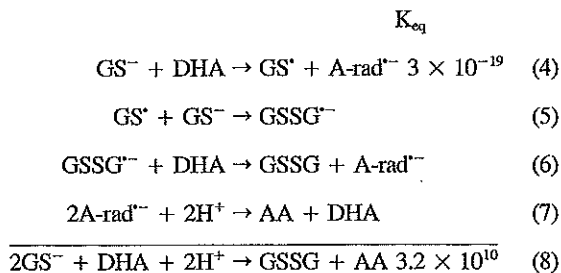 K_eq
GS⁻ + DHA → GS• + A-rad•⁻ 3 × 10⁻¹⁹ (4)
GS• + GS⁻ → GSSG•⁻ (5)
GSSG•⁻ + DHA → GSSG + A-rad•⁻ (6)
2A-rad•⁻ + 2H⁺ → AA + DHA (7)
2GS⁻ + DHA + 2H⁺ → GSSG + AA 3.2 × 10¹⁰ (8)